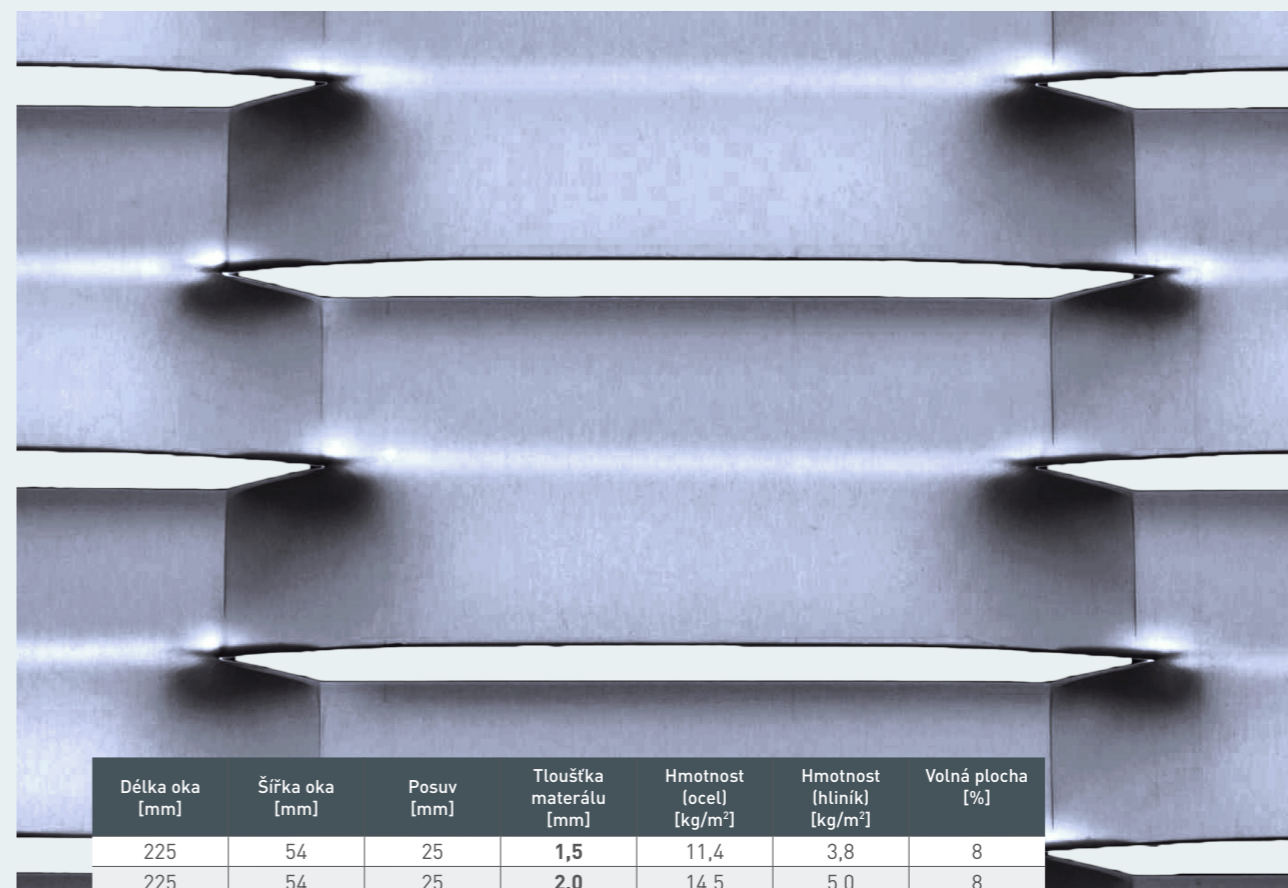 Délka oka [mm] Šířka oka [mm] Posuv [mm] Tloušťka materálu [mm] Hmotnost (ocel) [kg/m²] Hmotnost (hliník) [kg/m²] Volná plocha [%]
225 54 25 1,5 11,4 3,8 8
225 54 25 2,0 14,5 5,0 8